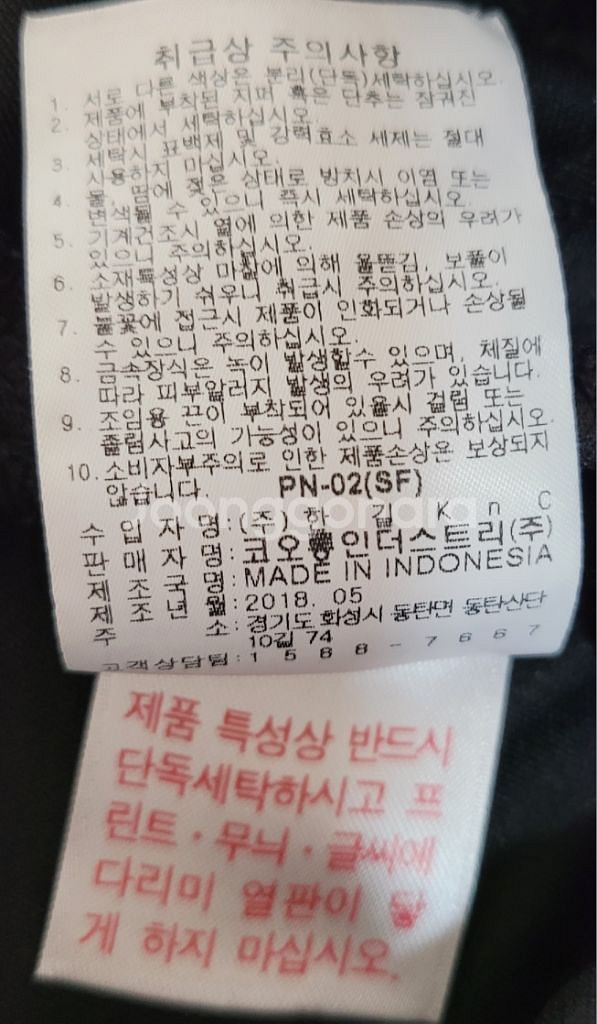 취급상 주의사항
1. 서로 다른 색상은 분리(단독)세탁하십시오.
2. 제품에 부착된 지퍼 혹은 단추는 잠궈진
상태에서 세탁하십시오.
3. 세탁시 표백제 및 강력효소 세제는 절대
사용하지 마십시오.
4. 물, 땀 등에 젖은 상태로 방치시 이염 또는
변색될 수 있으니 즉시 세탁하십시오.
5. 기계건조시 열에 의한 제품 손상의 우려가
있으니 주의하십시오.
6. 소재특성상 마찰에 의해 올뜯김, 보풀이
발생하기 쉬우니 취급시 주의하십시오.
7. 불꽃에 접근시 제품이 인화되거나 손상될
수 있으니 주의하십시오.
8. 금속장식은 녹이 발생할수 있으며, 체질에
따라 피부알러지 발생의 우려가 있습니다.
9. 조임용 끈이 부착되어 있을시 걸림 또는
졸림사고의 가능성이 있으니 주의하십시오.
10. 소비자부주의로 인한 제품손상은 보상되지
않습니다.
PN-02(SF)
joonggonara
수 입 자 명:(주)한 길 K n C
판 매 자 명:코오롱인더스트리(주)
제 조 국 명:MADE IN INDONESIA
제 조 년 월:2018. 05
주 소:경기도 화성시 동탄면 동탄산단
10길 74
고객상담팀:1588-7667
제품 특성상 반드시
단독세탁하시고 프
린트·무늬·글씨에
다리미 열판이 닿
게 하지 마십시오.